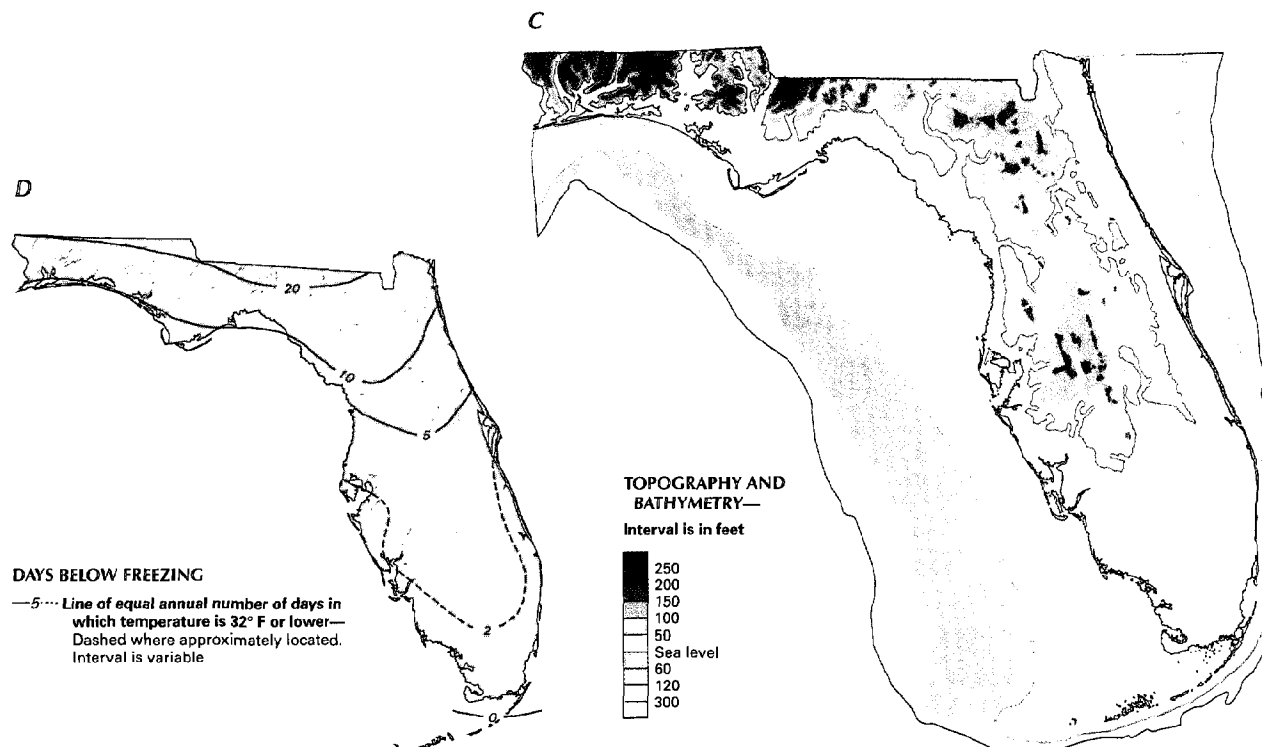 C
D
20
10
5
2
0
DAYS BELOW FREEZING
—5···· Line of equal annual number of days in
which temperature is 32° F or lower—
Dashed where approximately located.
Interval is variable
TOPOGRAPHY AND
BATHYMETRY—
Interval is in feet
250
200
150
100
50
Sea level
60
120
300